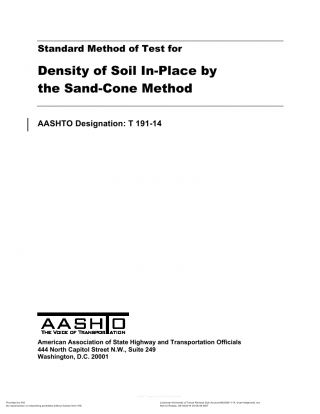 Standard Method of Test for
Density of Soil In-Place by
the Sand-Cone Method
AASHTO Designation: T 191-14
AASHTO
THE VOICE OF TRANSPORTATION
American Association of State Highway and Transportation Officials
444 North Capitol Street N.W., Suite 249
Washington, D.C. 20001